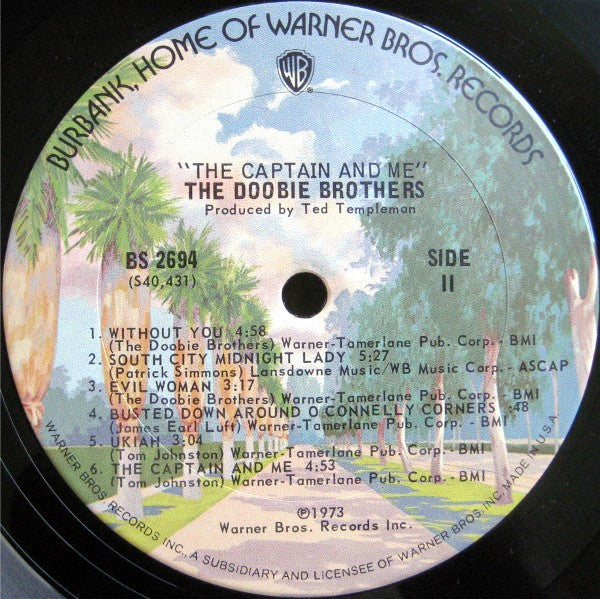 BURBANK, HOME OF WARNER BROS. RECORDS
WB
®
"THE CAPTAIN AND ME"
THE DOOBIE BROTHERS
Produced by Ted Templeman
BS 2694
(S40,431)
SIDE
II
1. WITHOUT YOU 4:58
(The Doobie Brothers) Warner-Tamerlane Pub. Corp. - BMI
2. SOUTH CITY MIDNIGHT LADY 5:27
(Patrick Simmons) Lansdowne Music/WB Music Corp. - ASCAP
3. EVIL WOMAN 3:17
(The Doobie Brothers) Warner-Tamerlane Pub. Corp. - BMI
4. BUSTED DOWN AROUND O CONNELLY CORNERS :48
(James Earl Luft) Warner-Tamerlane Pub. Corp. - BMI
5. UKIAH 3:04
(Tom Johnston) Warner-Tamerlane Pub. Corp. - BMI
6. THE CAPTAIN AND ME 4:53
(Tom Johnston) Warner-Tamerlane Pub. Corp. - BMI
℗1973
Warner Bros. Records Inc.
WARNER BROS. RECORDS INC., A SUBSIDIARY AND LICENSEE OF WARNER BROS. INC. MADE IN U.S.A.